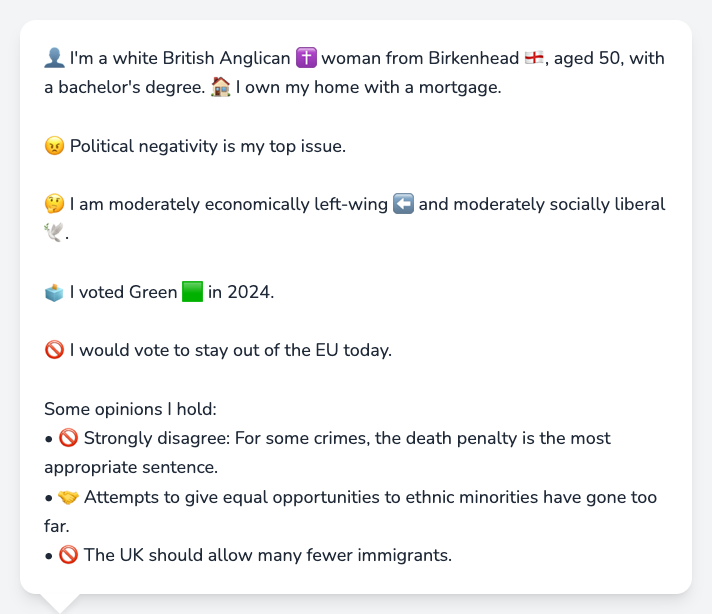 👤 I'm a white British Anglican ✝️ woman from Birkenhead 🏴󠁧󠁢󠁥󠁮󠁧󠁿, aged 50, with
a bachelor's degree. 🏠 I own my home with a mortgage.
😠 Political negativity is my top issue.
🤔 I am moderately economically left-wing ⬅️ and moderately socially liberal
🕊️.
🗳️ I voted Green 🟩 in 2024.
🚫 I would vote to stay out of the EU today.
Some opinions I hold:
• 🚫 Strongly disagree: For some crimes, the death penalty is the most
appropriate sentence.
• 🤝 Attempts to give equal opportunities to ethnic minorities have gone too
far.
• 🚫 The UK should allow many fewer immigrants.